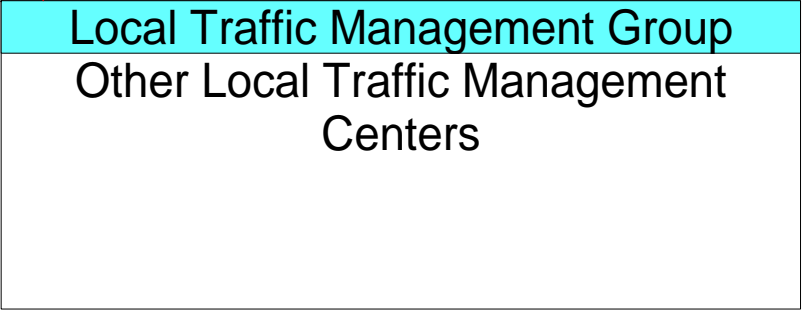 Local Traffic Management Group
Other Local Traffic Management
Centers